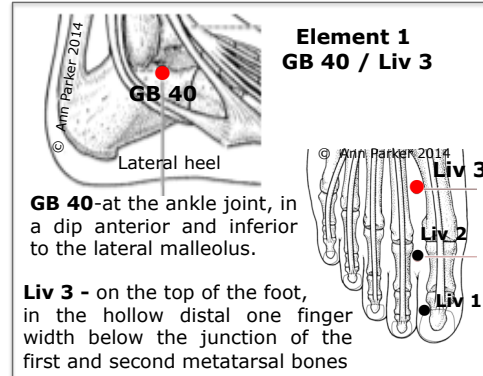 Element 1
GB 40 / Liv 3
© Ann Parker 2014
GB 40
Lateral heel
GB 40-at the ankle joint, in
a dip anterior and inferior
to the lateral malleolus.
© Ann Parker 2014
Liv 3
Liv 2
Liv 1
Liv 3 - on the top of the foot,
in the hollow distal one finger
width below the junction of the
first and second metatarsal bones